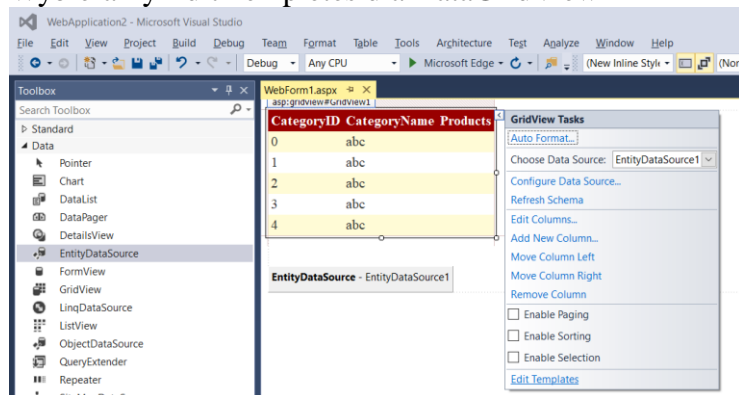 WebApplication2 - Microsoft Visual Studio
File Edit View Project Build Debug Team Format Table Tools Architecture Test Analyze Window Help
Debug Any CPU Microsoft Edge (New Inline Style
Toolbox
WebForm1.aspx
Search Toolbox
asp:gridview#GridView1
Standard
Data
Pointer
Chart
DataList
DataPager
DetailsView
EntityDataSource
FormView
GridView
LinqDataSource
ListView
ObjectDataSource
QueryExtender
Repeater
CategoryID CategoryName Products
0 abc
1 abc
2 abc
3 abc
4 abc
EntityDataSource - EntityDataSource1
GridView Tasks
Auto Format...
Choose Data Source: EntityDataSource1
Configure Data Source...
Refresh Schema
Edit Columns...
Add New Column...
Move Column Left
Move Column Right
Remove Column
Enable Paging
Enable Sorting
Enable Selection
Edit Templates